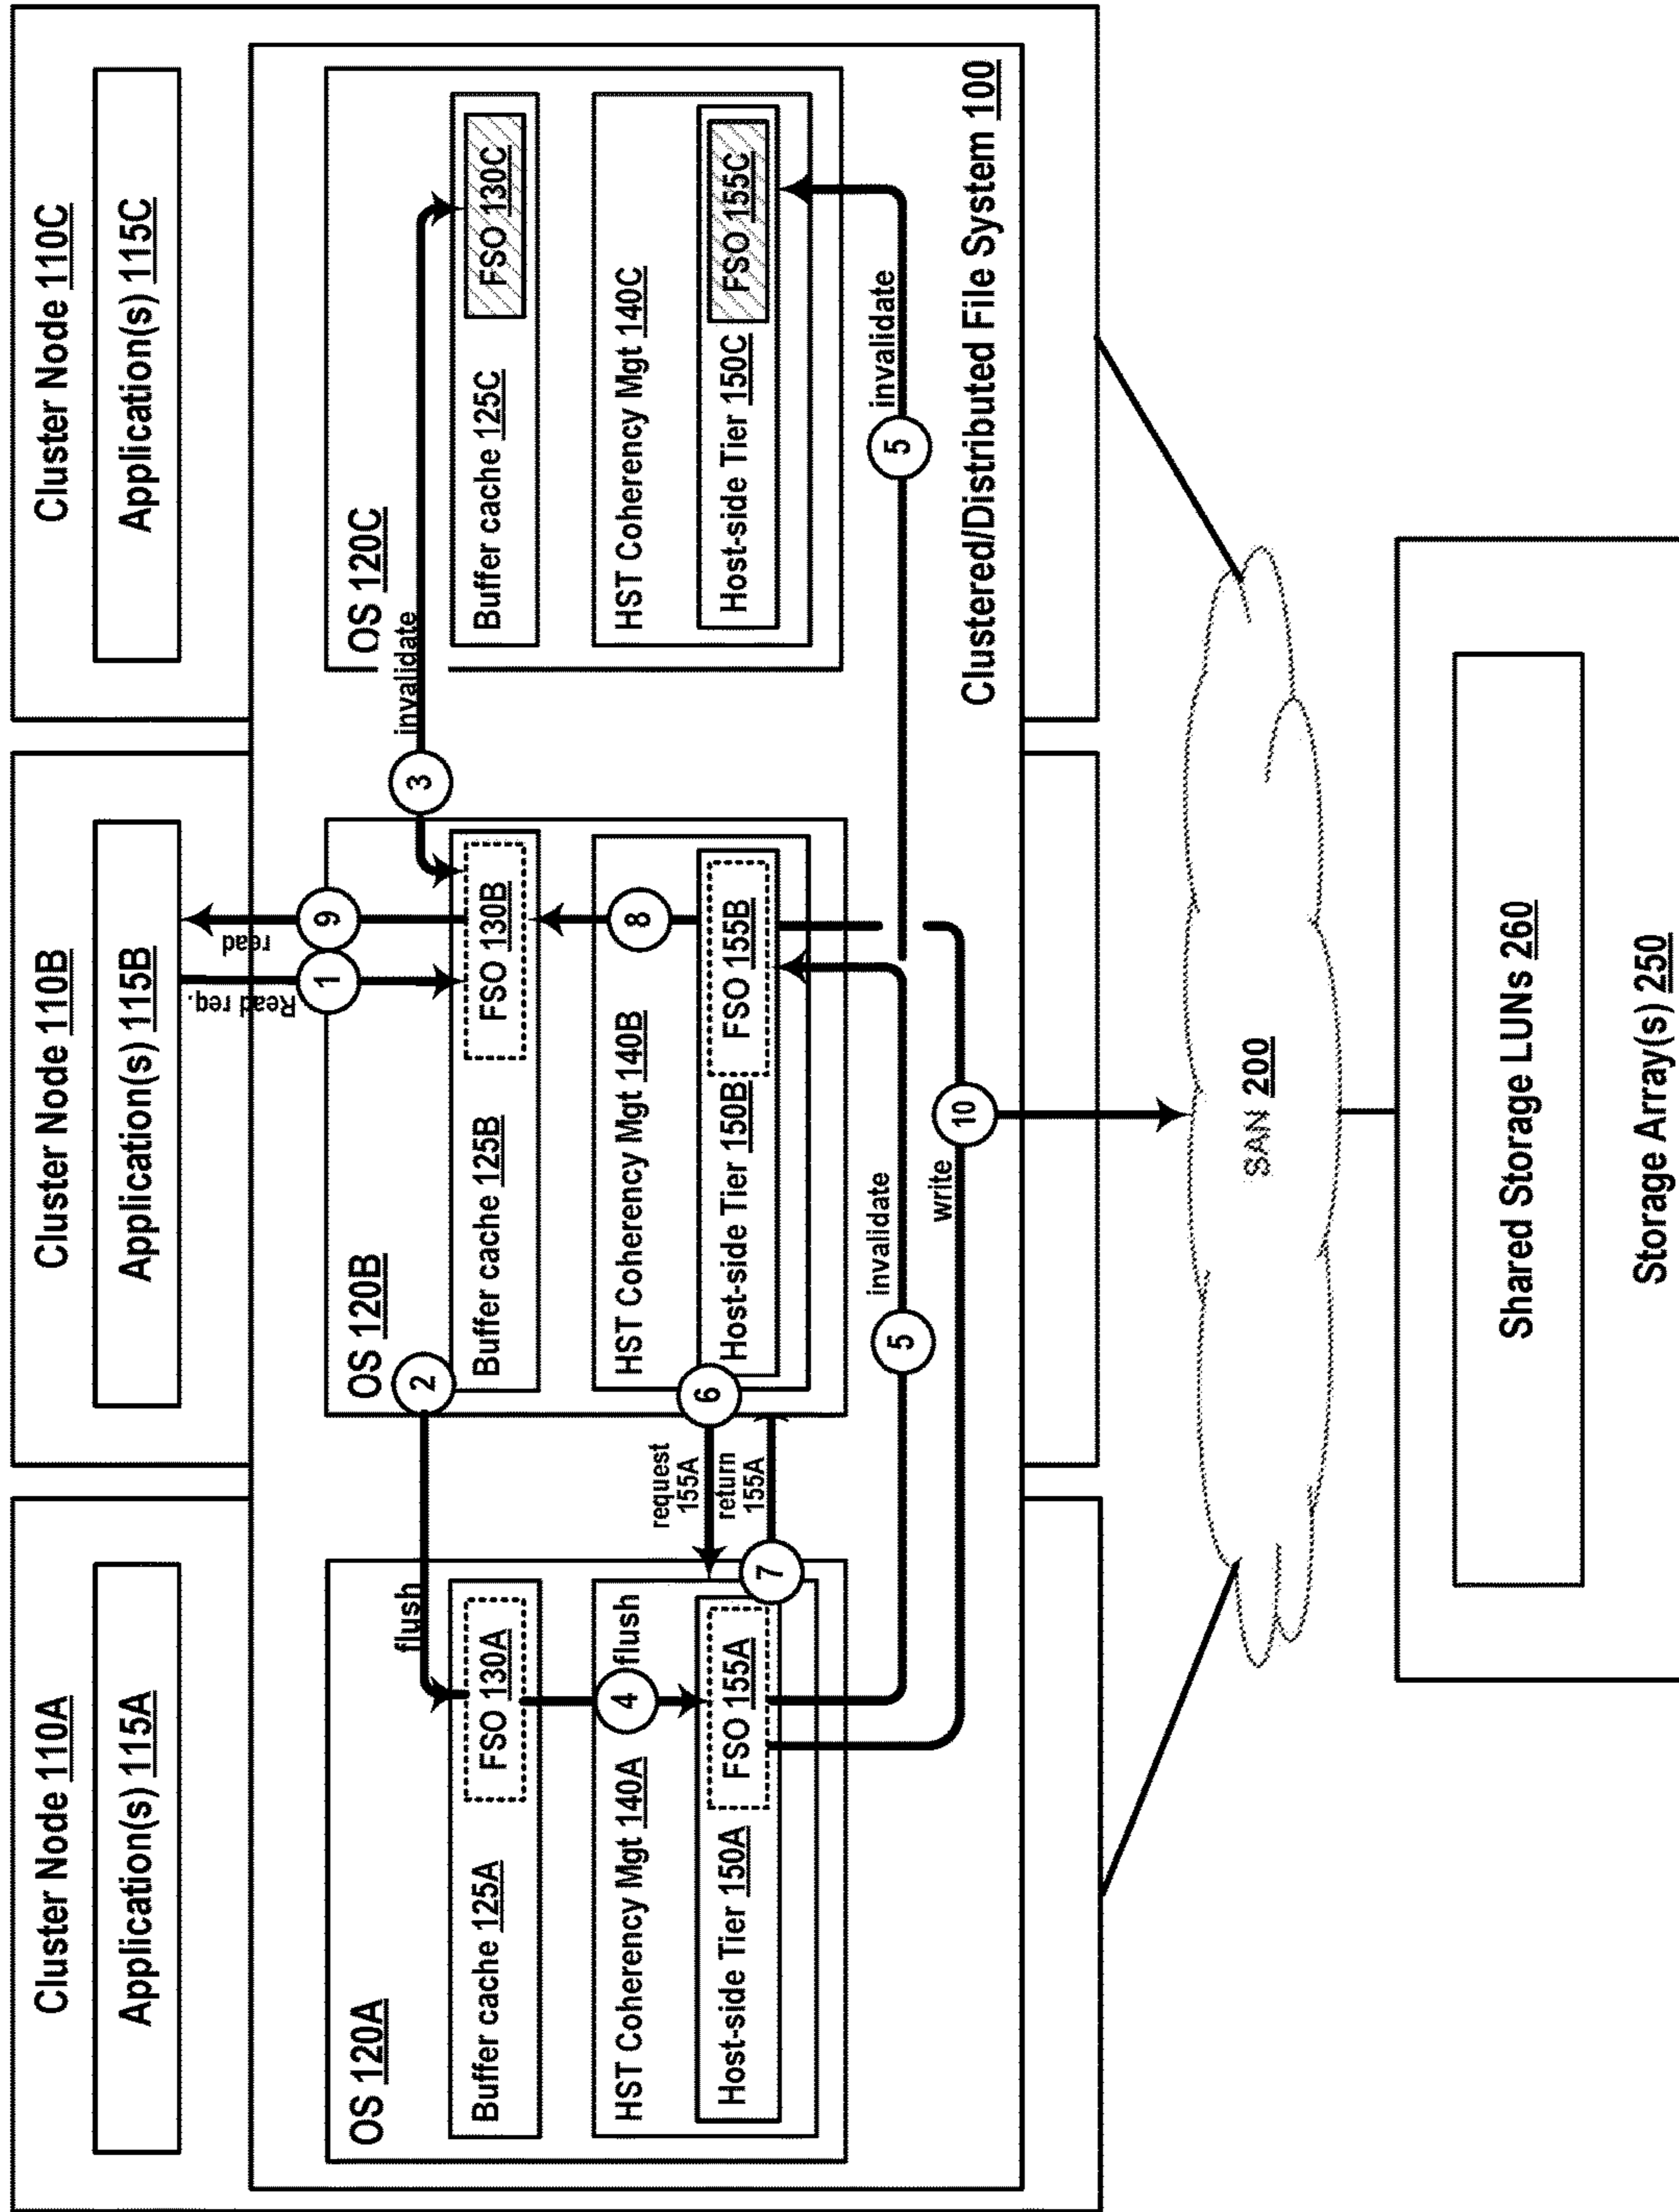 Cluster Node 110A
Application(s) 115A
OS 120A
Buffer cache 125A
FSO 130A
HST Coherency Mgt 140A
Host-side Tier 150A
FSO 155A
flush
2
4
flush
request
155A
return
155A
6
7
Cluster Node 110B
Application(s) 115B
Read req.
1
read
9
OS 120B
Buffer cache 125B
FSO 130B
HST Coherency Mgt 140B
8
Host-side Tier 150B
FSO 155B
5
invalidate
write
10
Cluster Node 110C
Application(s) 115C
3
invalidate
OS 120C
Buffer cache 125C
FSO 130C
HST Coherency Mgt 140C
Host-side Tier 150C
FSO 155C
5
invalidate
Clustered/Distributed File System 100
SAN 200
Shared Storage LUNs 260
Storage Array(s) 250